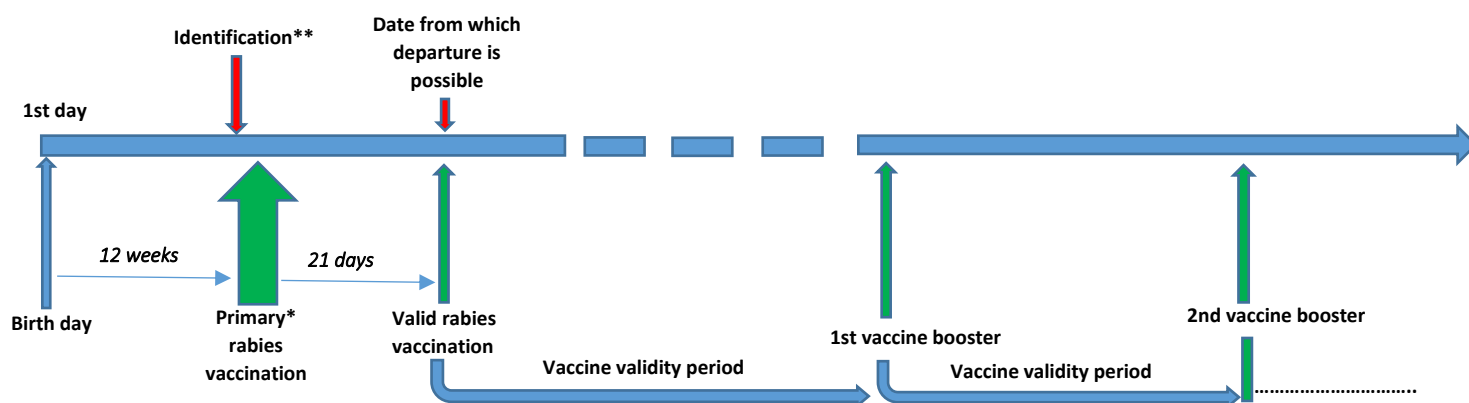 Identification**
Date from which
departure is
possible
1st day
12 weeks
21 days
Birth day
Primary*
rabies
vaccination
Valid rabies
vaccination
1st vaccine booster
2nd vaccine booster
Vaccine validity period
Vaccine validity period
……………………………..